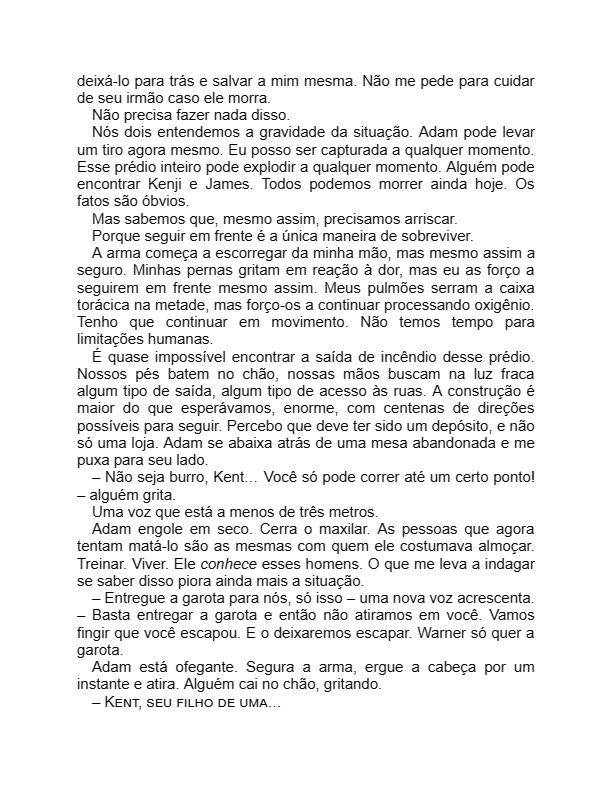 deixá-lo para trás e salvar a mim mesma. Não me pede para cuidar
de seu irmão caso ele morra.
Não precisa fazer nada disso.
Nós dois entendemos a gravidade da situação. Adam pode levar
um tiro agora mesmo. Eu posso ser capturada a qualquer momento.
Esse prédio inteiro pode explodir a qualquer momento. Alguém pode
encontrar Kenji e James. Todos podemos morrer ainda hoje. Os
fatos são óbvios.
Mas sabemos que, mesmo assim, precisamos arriscar.
Porque seguir em frente é a única maneira de sobreviver.
A arma começa a escorregar da minha mão, mas mesmo assim a
seguro. Minhas pernas gritam em reação à dor, mas eu as forço a
seguirem em frente mesmo assim. Meus pulmões serram a caixa
torácica na metade, mas forço-os a continuar processando oxigênio.
Tenho que continuar em movimento. Não temos tempo para
limitações humanas.
É quase impossível encontrar a saída de incêndio desse prédio.
Nossos pés batem no chão, nossas mãos buscam na luz fraca
algum tipo de saída, algum tipo de acesso às ruas. A construção é
maior do que esperávamos, enorme, com centenas de direções
possíveis para seguir. Percebo que deve ter sido um depósito, e não
só uma loja. Adam se abaixa atrás de uma mesa abandonada e me
puxa para seu lado.
– Não seja burro, Kent… Você só pode correr até um certo ponto!
– alguém grita.
Uma voz que está a menos de três metros.
Adam engole em seco. Cerra o maxilar. As pessoas que agora
tentam matá-lo são as mesmas com quem ele costumava almoçar.
Treinar. Viver. Ele conhece esses homens. O que me leva a indagar
se saber disso piora ainda mais a situação.
– Entregue a garota para nós, só isso – uma nova voz acrescenta.
– Basta entregar a garota e então não atiramos em você. Vamos
fingir que você escapou. E o deixaremos escapar. Warner só quer a
garota.
Adam está ofegante. Segura a arma, ergue a cabeça por um
instante e atira. Alguém cai no chão, gritando.
– KENT, SEU FILHO DE UMA…